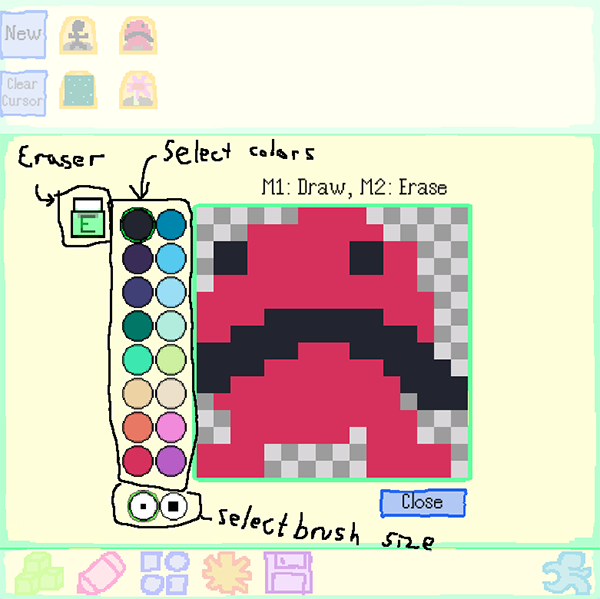 New
Clear
Cursor
Eraser
Select colors
M1: Draw, M2: Erase
E
Close
select brush size